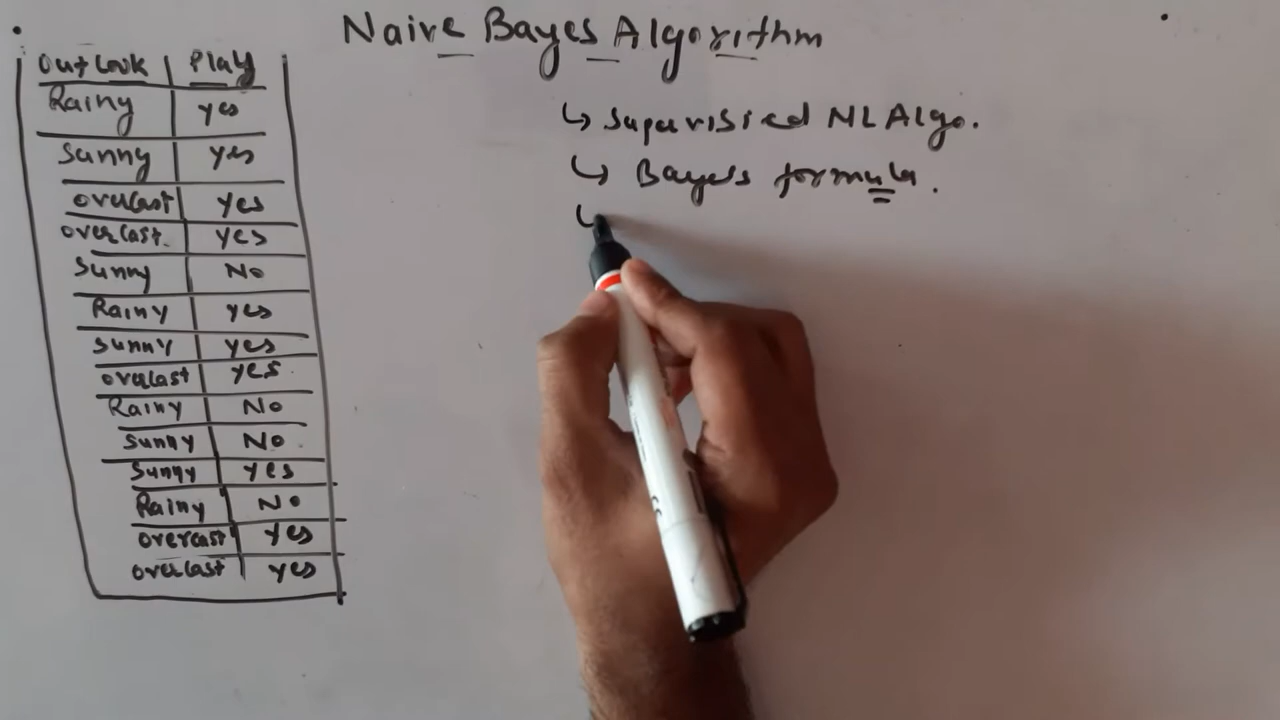 Naive Bayes Algorithm
Outlook Play
Rainy Yes
Sunny Yes
overcast Yes
overcast Yes
Sunny No
Rainy Yes
Sunny Yes
overcast Yes
Rainy No
Sunny No
Sunny Yes
Rainy No
overcast Yes
overcast Yes
↳ Supervisied ML Algo.
↳ Bayes formula.